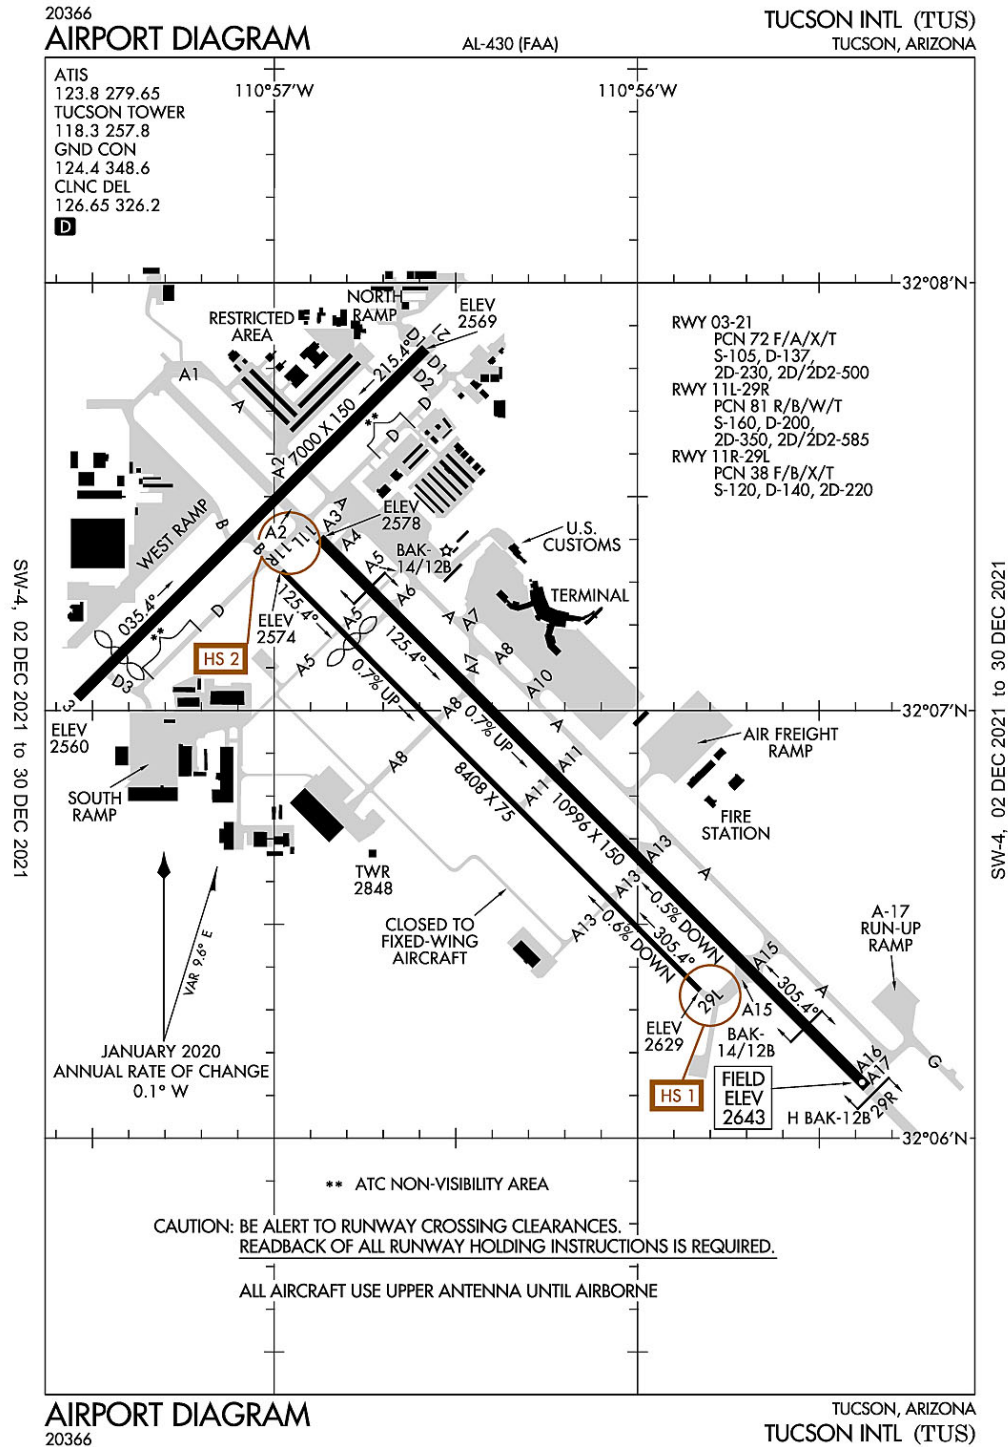 20366
AIRPORT DIAGRAM
AL-430 (FAA)
TUCSON INTL (TUS)
TUCSON, ARIZONA
ATIS
123.8 279.65
TUCSON TOWER
118.3 257.8
GND CON
124.4 348.6
CLNC DEL
126.65 326.2
D
110°57'W
110°56'W
32°08'N
32°07'N
32°06'N
RWY 03-21
PCN 72 F/A/X/T
S-105, D-137,
2D-230, 2D/2D2-500
RWY 11L-29R
PCN 81 R/B/W/T
S-160, D-200,
2D-350, 2D/2D2-585
RWY 11R-29L
PCN 38 F/B/X/T
S-120, D-140, 2D-220
NORTH
RAMP
ELEV
2569
RESTRICTED
AREA
A1
A
215.4°
D1
21
D1
D2
D
D
**
7000 X 150
A2
A2
A
A3
A4
ELEV
2578
WEST RAMP
B
B
11L
11R
BAK-
14/12B
U.S.
CUSTOMS
TERMINAL
A5
A5
A5
A6
A
A7
A7
A8
A8
A8
A10
A
035.4°
**
D
D3
3
ELEV
2560
ELEV
2574
HS 2
125.4°
125.4°
0.7% UP
0.7% UP
SOUTH
RAMP
8408 X 75
10996 X 150
A11
A11
A13
A13
A13
A
AIR FREIGHT
RAMP
FIRE
STATION
TWR
2848
CLOSED TO
FIXED-WING
AIRCRAFT
0.5% DOWN
0.6% DOWN
305.4°
305.4°
A-17
RUN-UP
RAMP
A15
A15
A
29L
ELEV
2629
BAK-
14/12B
HS 1
FIELD
ELEV
2643
A16
A17
G
29R
H BAK-12B
VAR 9.6° E
JANUARY 2020
ANNUAL RATE OF CHANGE
0.1° W
** ATC NON-VISIBILITY AREA
CAUTION: BE ALERT TO RUNWAY CROSSING CLEARANCES.
READBACK OF ALL RUNWAY HOLDING INSTRUCTIONS IS REQUIRED.
ALL AIRCRAFT USE UPPER ANTENNA UNTIL AIRBORNE
SW-4, 02 DEC 2021 to 30 DEC 2021
SW-4, 02 DEC 2021 to 30 DEC 2021
AIRPORT DIAGRAM
20366
TUCSON, ARIZONA
TUCSON INTL (TUS)